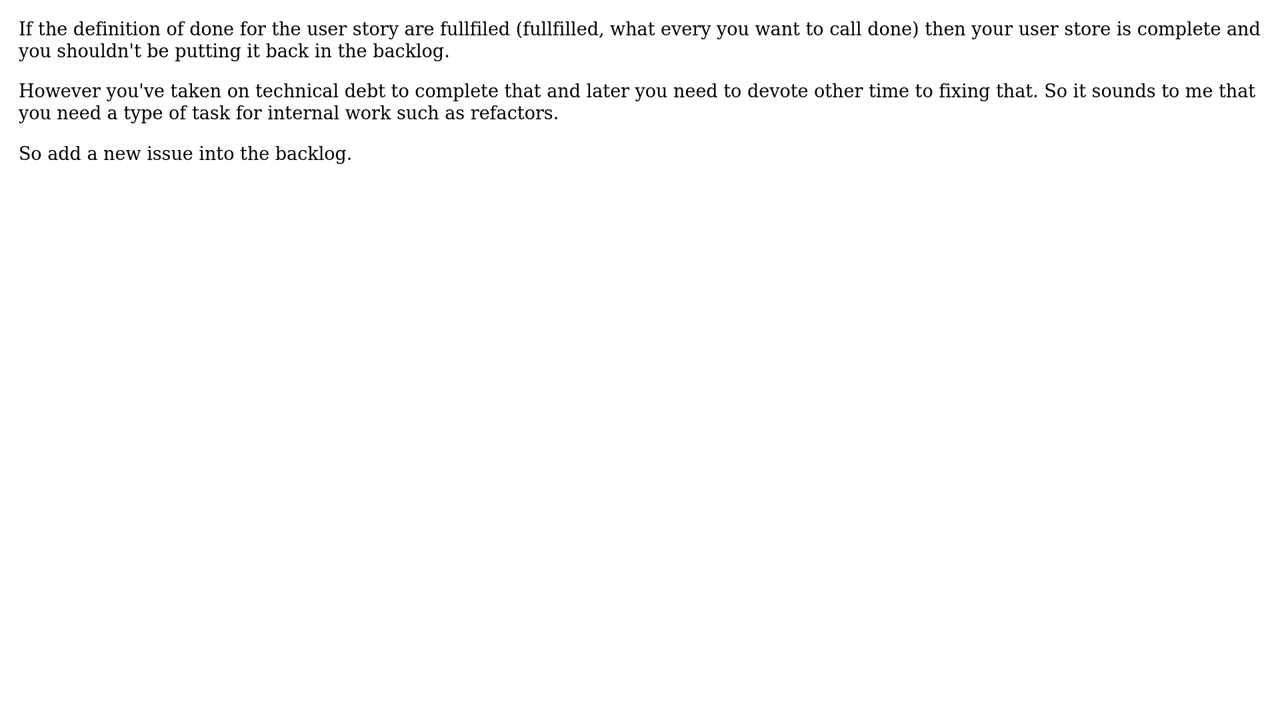 If the definition of done for the user story are fullfiled (fullfilled, what every you want to call done) then your user store is complete and
you shouldn't be putting it back in the backlog.
However you've taken on technical debt to complete that and later you need to devote other time to fixing that. So it sounds to me that
you need a type of task for internal work such as refactors.
So add a new issue into the backlog.